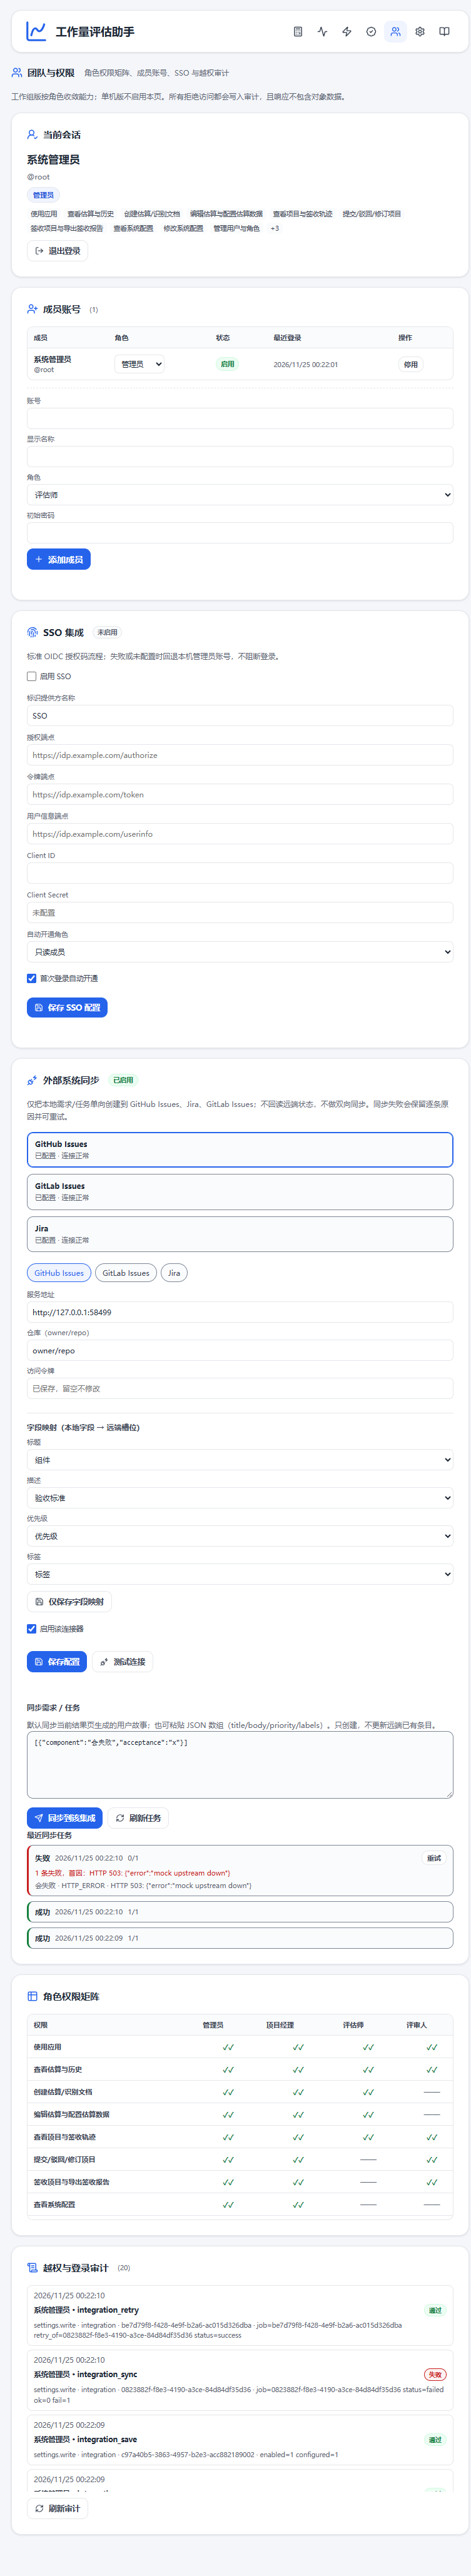 工作量评估助手
团队与权限 角色权限矩阵、成员账号、SSO 与越权审计
工作组版按角色收敛能力；单机版不启用本页。所有拒绝访问都会写入审计，且响应不包含对象数据。
当前会话
系统管理员
@root
管理员
使用应用 查看估算与历史 创建估算/识别文档 编辑估算与配置估算数据 查看项目与签收轨迹 提交/驳回/修订项目
签收项目与导出签收报告 查看系统配置 修改系统配置 管理用户与角色 +3
退出登录
成员账号 (1)
成员 角色 状态 最近登录 操作
系统管理员
@root
管理员 启用 2026/11/25 00:22:01 停用
账号
显示名称
角色
评估师
初始密码
添加成员
SSO 集成 未启用
标准 OIDC 授权码流程；失败或未配置时回退本机管理员账号，不阻断登录。
启用 SSO
标识提供方名称
SSO
授权端点
https://idp.example.com/authorize
令牌端点
https://idp.example.com/token
用户信息端点
https://idp.example.com/userinfo
Client ID
Client Secret
未配置
自动开通角色
只读成员
首次登录自动开通
保存 SSO 配置
外部系统同步 已启用
仅把本地需求/任务单向创建到 GitHub Issues、Jira、GitLab Issues；不回读远端状态，不做双向同步。同步失败会保留逐条原
因并可重试。
GitHub Issues
已配置 · 连接正常
GitLab Issues
已配置 · 连接正常
Jira
已配置 · 连接正常
GitHub Issues GitLab Issues Jira
服务地址
http://127.0.0.1:58499
仓库（owner/repo）
owner/repo
访问令牌
已保存，留空不修改
字段映射（本地字段 → 远端槽位）
标题
组件
描述
验收标准
优先级
优先级
标签
标签
仅保存字段映射
启用该连接器
保存配置 测试连接
同步需求 / 任务
默认同步当前结果页生成的用户故事；也可粘贴 JSON 数组（title/body/priority/labels）。只创建，不更新远端已有条目。
[{"component":"会失败","acceptance":"x"}]
同步到该集成 刷新任务
最近同步任务
失败 2026/11/25 00:22:10 0/1 重试
1 条失败，首因：HTTP 503: {"error":"mock upstream down"}
会失败 · HTTP_ERROR · HTTP 503: {"error":"mock upstream down"}
成功 2026/11/25 00:22:10 1/1
成功 2026/11/25 00:22:09 1/1
角色权限矩阵
权限 管理员 项目经理 评估师 评审人
使用应用 ✓✓ ✓✓ ✓✓ ✓✓
查看估算与历史 ✓✓ ✓✓ ✓✓ ✓✓
创建估算/识别文档 ✓✓ ✓✓ ✓✓ ——
编辑估算与配置估算数据 ✓✓ ✓✓ ✓✓ ——
查看项目与签收轨迹 ✓✓ ✓✓ ✓✓ ✓✓
提交/驳回/修订项目 ✓✓ ✓✓ —— ✓✓
签收项目与导出签收报告 ✓✓ ✓✓ —— ✓✓
查看系统配置 ✓✓ ✓✓ —— ——
越权与登录审计 (20)
2026/11/25 00:22:10
系统管理员 • integration_retry 通过
settings.write · integration · be7d79f8-f428-4e9f-b2a6-ac015d326dba · job=be7d79f8-f428-4e9f-b2a6-ac015d326dba
retry_of=0823882f-f8e3-4190-a3ce-84d84df35d36 status=success
2026/11/25 00:22:10
系统管理员 • integration_sync 失败
settings.write · integration · 0823882f-f8e3-4190-a3ce-84d84df35d36 · job=0823882f-f8e3-4190-a3ce-84d84df35d36 status=failed
ok=0 fail=1
2026/11/25 00:22:09
系统管理员 • integration_save 通过
settings.write · integration · c97a40b5-3863-4957-b2e3-acc882189002 · enabled=1 configured=1
2026/11/25 00:22:09
刷新审计